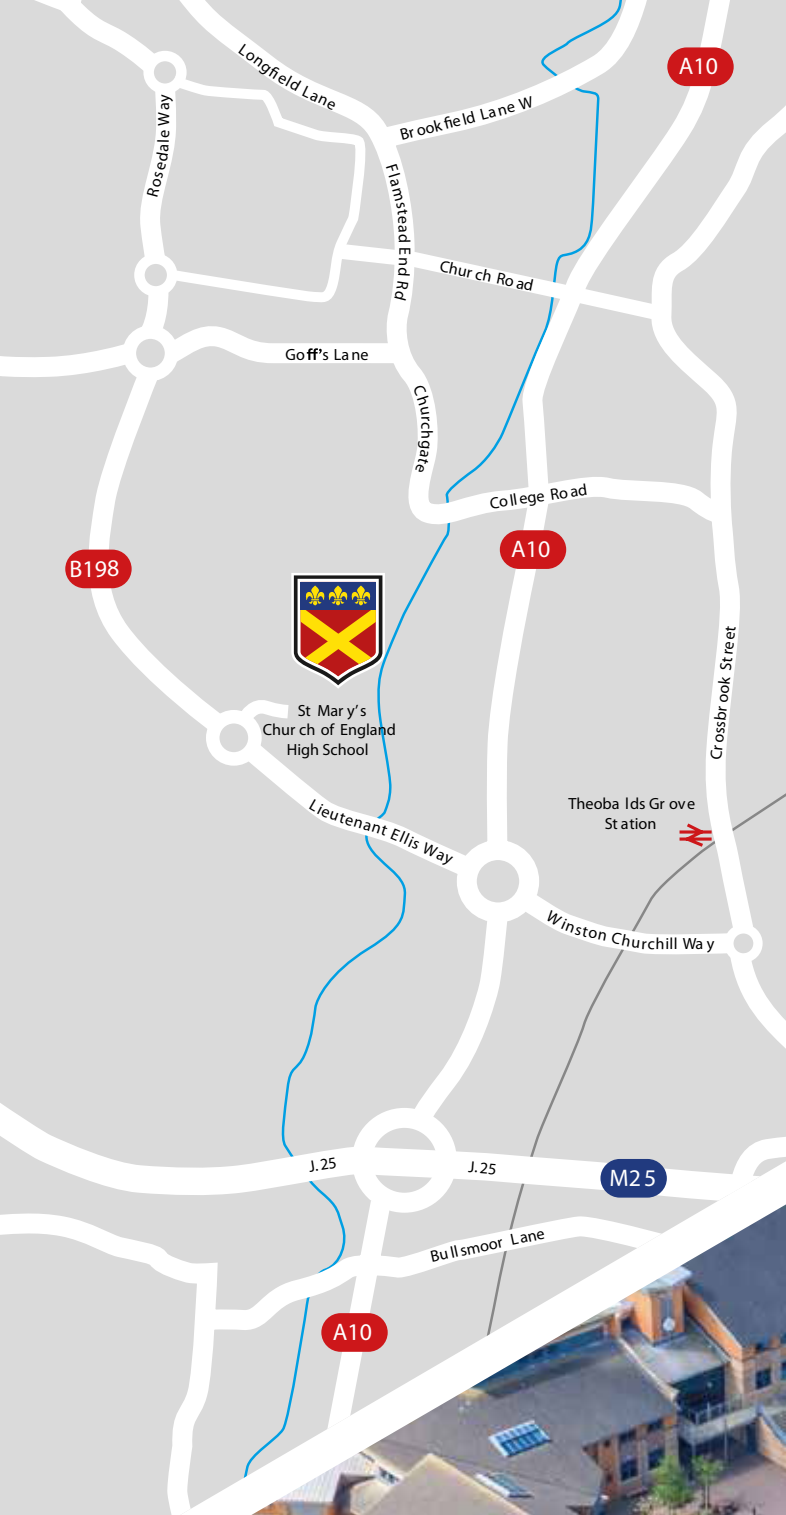 Longfield Lane
A10
Brookfield Lane W
Rosedale Way
Flamstead End Rd
Church Road
Goff's Lane
Churchgate
College Road
A10
B198
Crossbrook Street
St Mary's
Church of England
High School
Theobalds Grove
Station
Lieutenant Ellis Way
Winston Churchill Way
J.25
J.25
M25
Bullsmoor Lane
A10